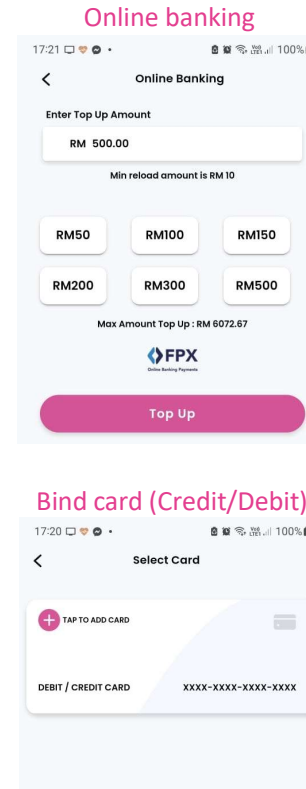 Online banking
17:21 100%
Online Banking
Enter Top Up Amount
RM 500.00
Min reload amount is RM 10
RM50 RM100 RM150
RM200 RM300 RM500
Max Amount Top Up : RM 6072.67
FPX
Online Banking Payments
Top Up
Bind card (Credit/Debit)
17:20 100%
Select Card
TAP TO ADD CARD
DEBIT / CREDIT CARD XXXX-XXXX-XXXX-XXXX